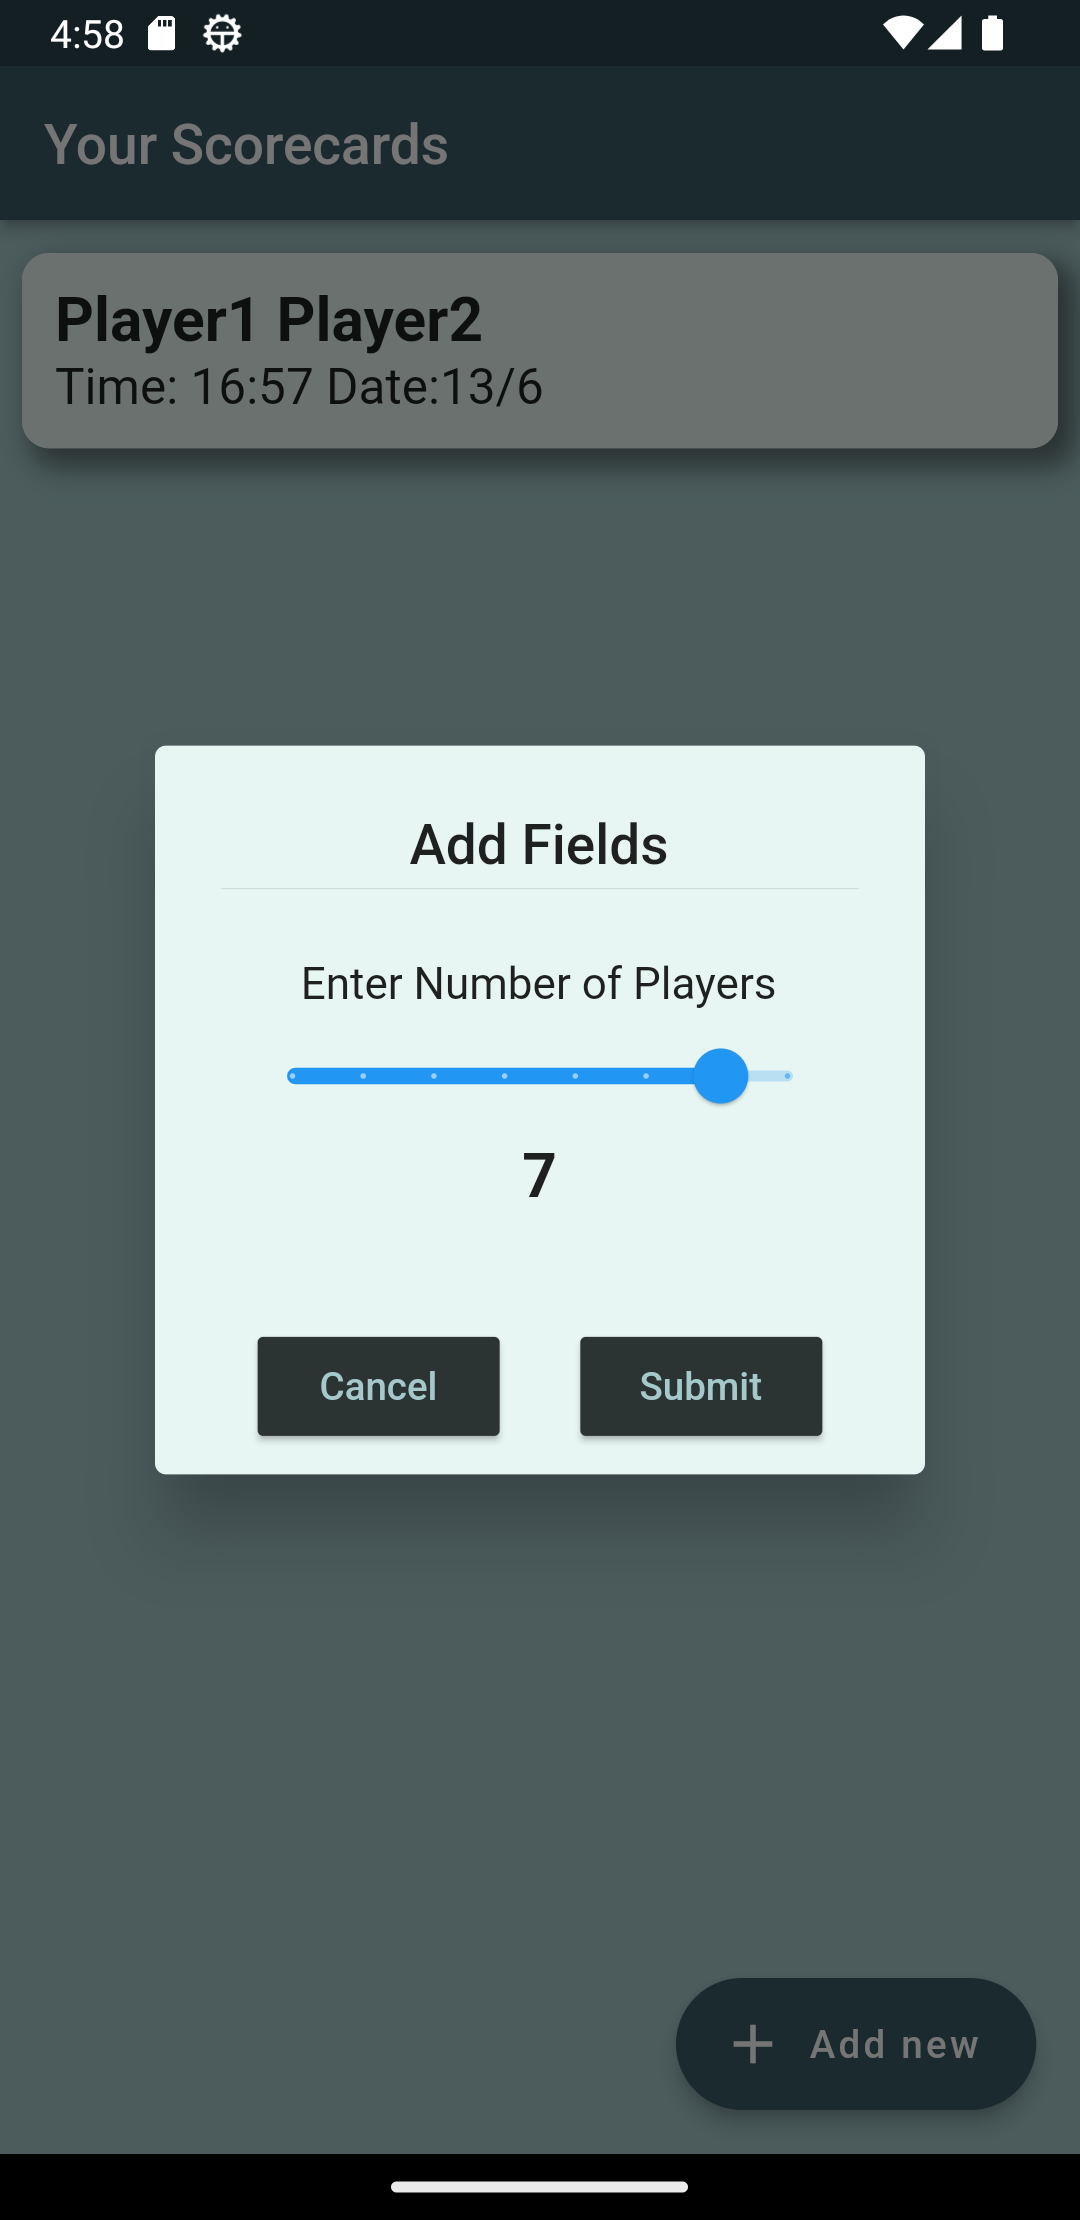 4:58
Your Scorecards
Player1 Player2
Time: 16:57 Date:13/6
Add Fields
Enter Number of Players
7
Cancel Submit
Add new